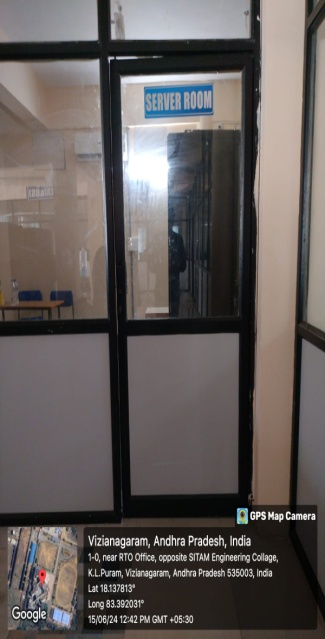 SERVER ROOM
GPS Map Camera
Vizianagaram, Andhra Pradesh, India
1-0, near RTO Office, opposite SITAM Engineering Collage,
K.L.Puram, Vizianagaram, Andhra Pradesh 535003, India
Lat 18.137813°
Long 83.392031°
15/06/24 12:42 PM GMT +05:30
Google